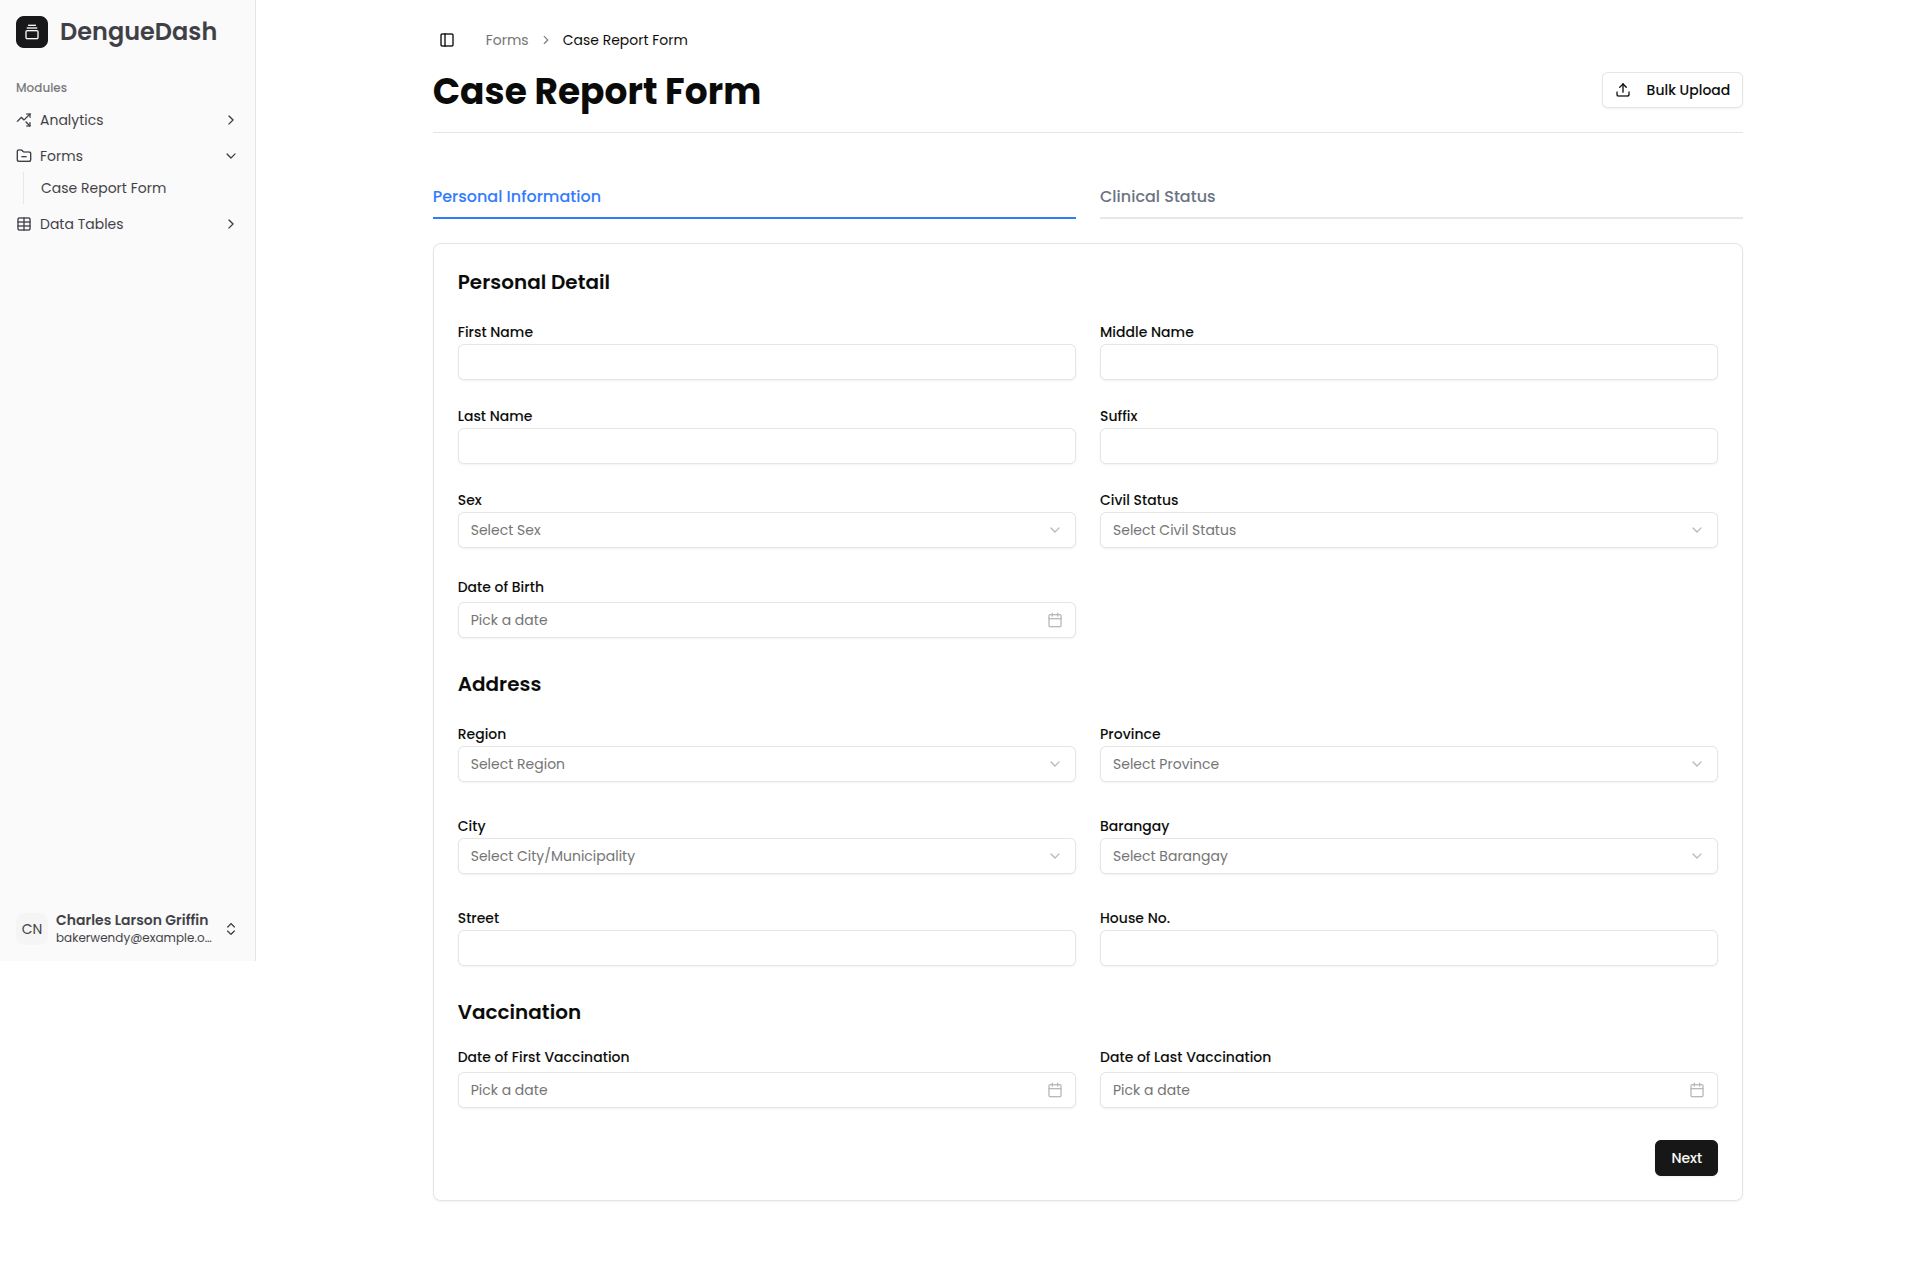 DengueDash
Modules
Analytics
Forms
Case Report Form
Data Tables
CN
Charles Larson Griffin
bakerwendy@example.o...
Forms > Case Report Form
Case Report Form
Bulk Upload
Personal Information
Clinical Status
Personal Detail
First Name
Middle Name
Last Name
Suffix
Sex
Select Sex
Civil Status
Select Civil Status
Date of Birth
Pick a date
Address
Region
Select Region
Province
Select Province
City
Select City/Municipality
Barangay
Select Barangay
Street
House No.
Vaccination
Date of First Vaccination
Pick a date
Date of Last Vaccination
Pick a date
Next